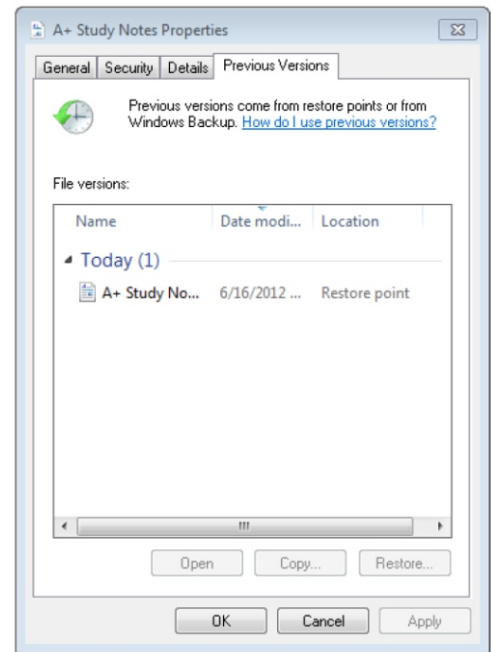 A+ Study Notes Properties
General Security Details Previous Versions
Previous versions come from restore points or from
Windows Backup. How do I use previous versions?
File versions:
Name Date modi... Location
Today (1)
A+ Study No... 6/16/2012 ... Restore point
Open Copy... Restore...
OK Cancel Apply